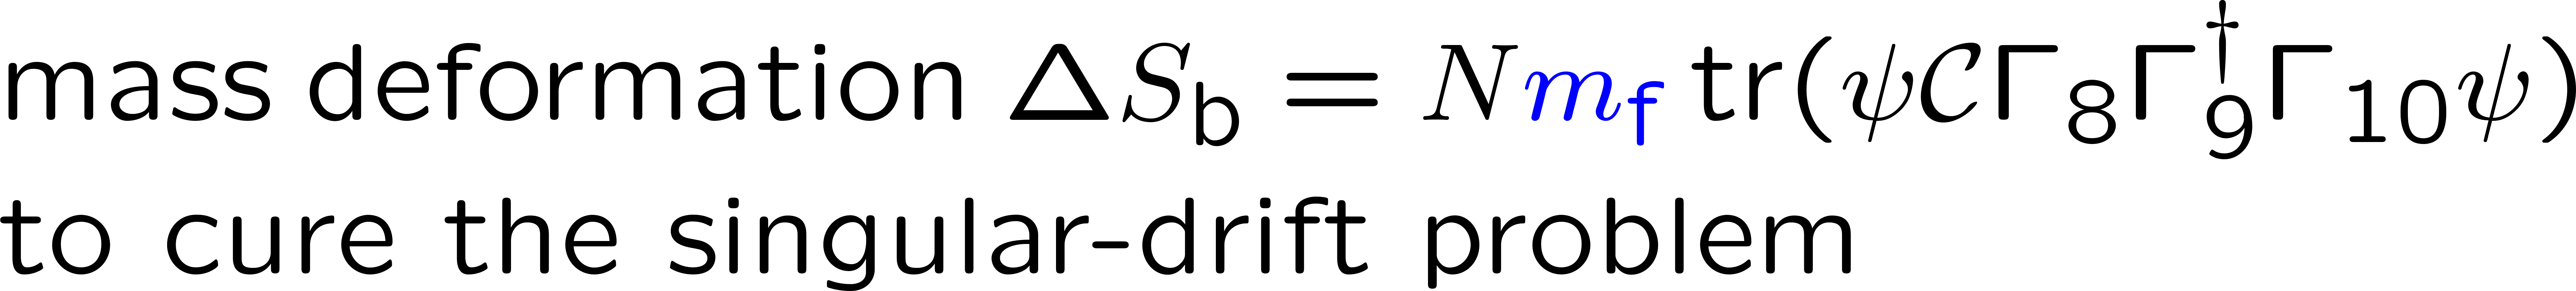 mass deformation ΔS_b = N m_f tr(ψ𝒞Γ_8Γ_9^†Γ_10ψ)
to cure the singular-drift problem